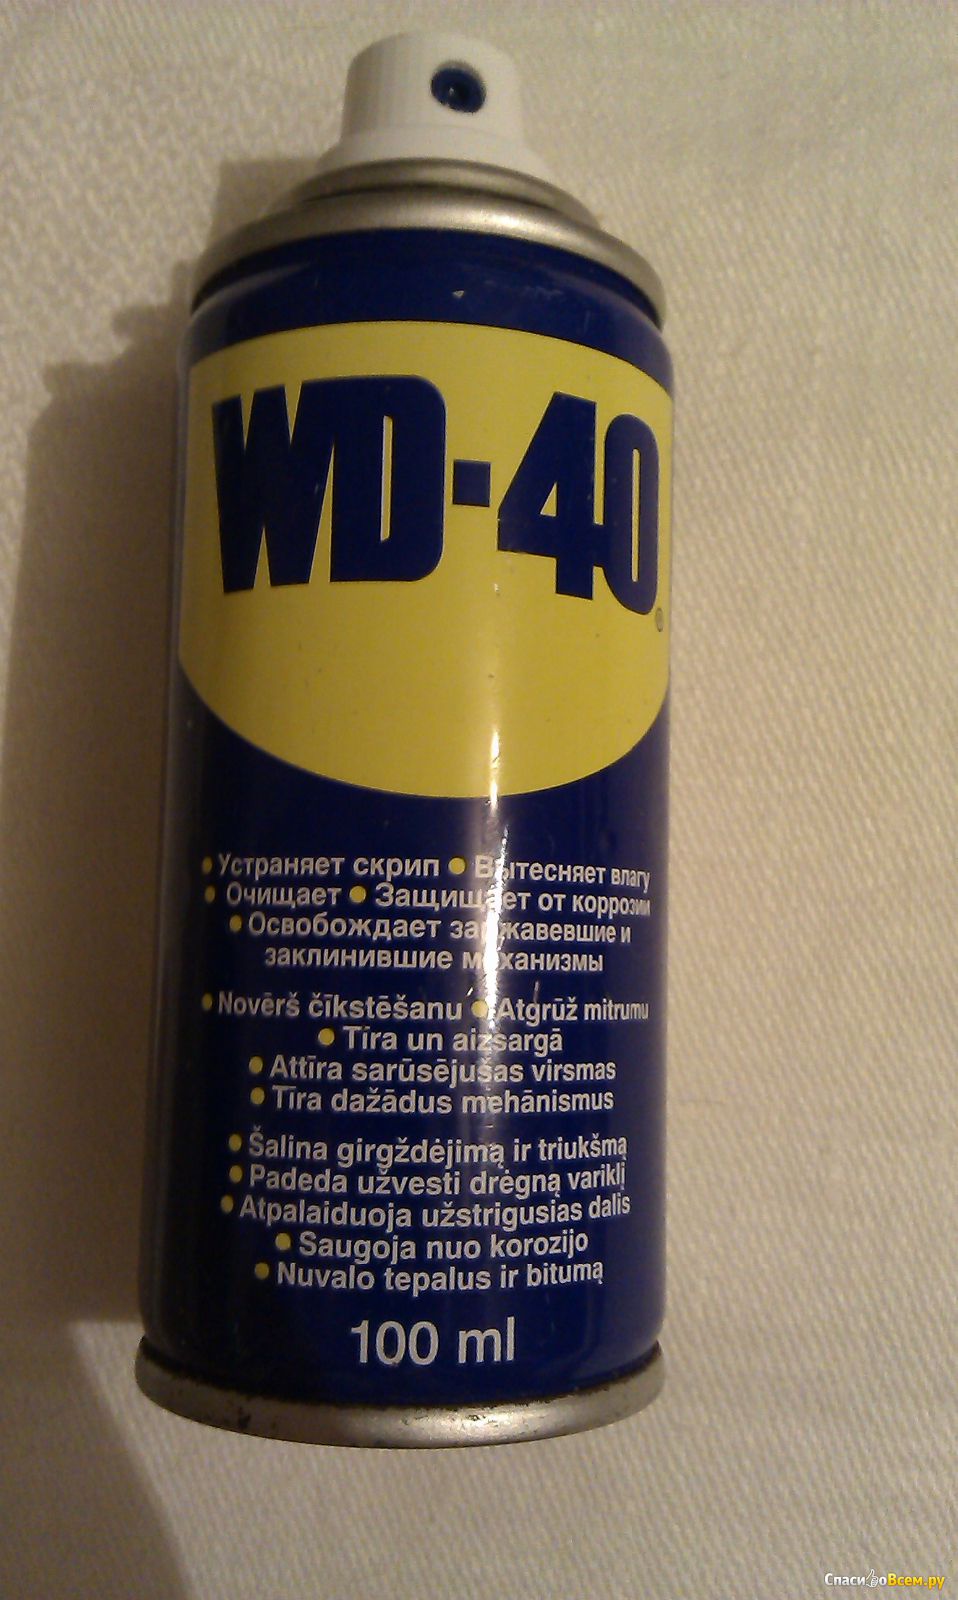 WD-40
®
• Устраняет скрип • Вытесняет влагу
• Очищает • Защищает от коррозии
• Освобождает заржавевшие и
заклинившие механизмы
• Novērš čīkstēšanu • Atgrūž mitrumu
• Tīra un aizsargā
• Attīra sarūsējušas virsmas
• Tīra dažādus mehānismus
• Šalina girgždėjimą ir triukšmą
• Padeda užvesti drėgną variklį
• Atpalaiduoja užstrigusias dalis
• Saugoja nuo korozijo
• Nuvalo tepalus ir bitumą
100 ml
СпасибоВсем.ру